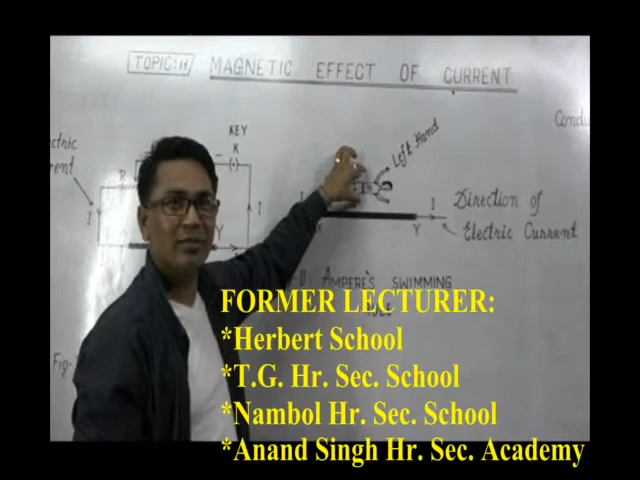 TOPIC:14 MAGNETIC EFFECT OF CURRENT
KEY
K
Left Hand
I
I
I
I
Direction of
Electric Current
Y
Y
AMPERE'S SWIMMING
FORMER LECTURER:
*Herbert School
*T.G. Hr. Sec. School
*Nambol Hr. Sec. School
*Anand Singh Hr. Sec. Academy